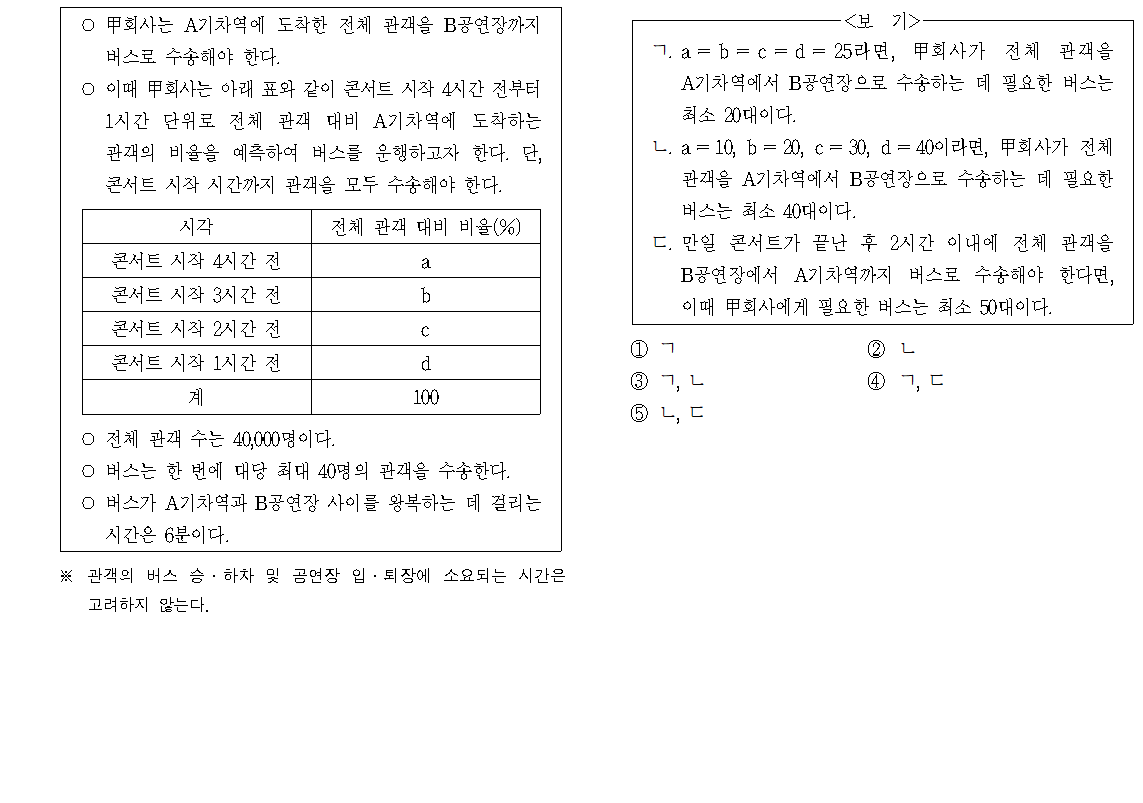 ○ 甲회사는 A기차역에 도착한 전체 관객을 B공연장까지
버스로 수송해야 한다.
○ 이때 甲회사는 아래 표와 같이 콘서트 시작 4시간 전부터
1시간 단위로 전체 관객 대비 A기차역에 도착하는
관객의 비율을 예측하여 버스를 운행하고자 한다. 단,
콘서트 시작 시간까지 관객을 모두 수송해야 한다.
시각 전체 관객 대비 비율(%)
콘서트 시작 4시간 전 a
콘서트 시작 3시간 전 b
콘서트 시작 2시간 전 c
콘서트 시작 1시간 전 d
계 100
○ 전체 관객 수는 40,000명이다.
○ 버스는 한 번에 대당 최대 40명의 관객을 수송한다.
○ 버스가 A기차역과 B공연장 사이를 왕복하는 데 걸리는
시간은 6분이다.
※ 관객의 버스 승·하차 및 공연장 입·퇴장에 소요되는 시간은
고려하지 않는다.
<보 기>
ㄱ. a = b = c = d = 25라면, 甲회사가 전체 관객을
A기차역에서 B공연장으로 수송하는 데 필요한 버스는
최소 20대이다.
ㄴ. a = 10, b = 20, c = 30, d = 40이라면, 甲회사가 전체
관객을 A기차역에서 B공연장으로 수송하는 데 필요한
버스는 최소 40대이다.
ㄷ. 만일 콘서트가 끝난 후 2시간 이내에 전체 관객을
B공연장에서 A기차역까지 버스로 수송해야 한다면,
이때 甲회사에게 필요한 버스는 최소 50대이다.
① ㄱ ② ㄴ
③ ㄱ, ㄴ ④ ㄱ, ㄷ
⑤ ㄴ, ㄷ